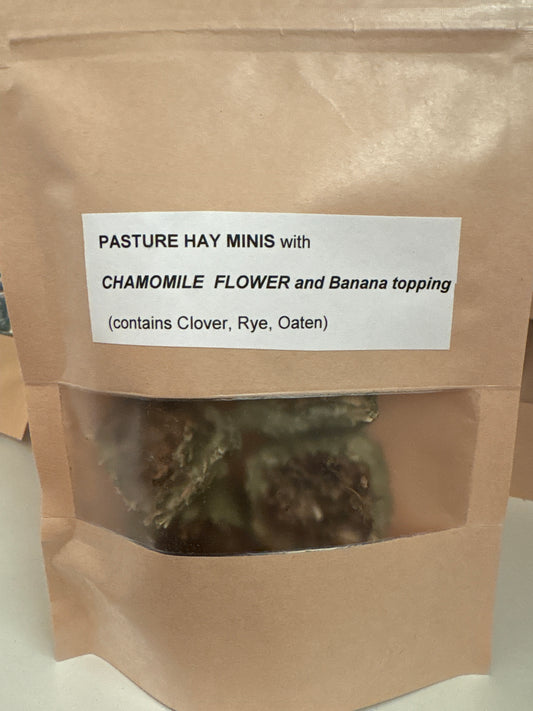 PASTURE HAY MINIS with
CHAMOMILE FLOWER and Banana topping
(contains Clover, Rye, Oaten)